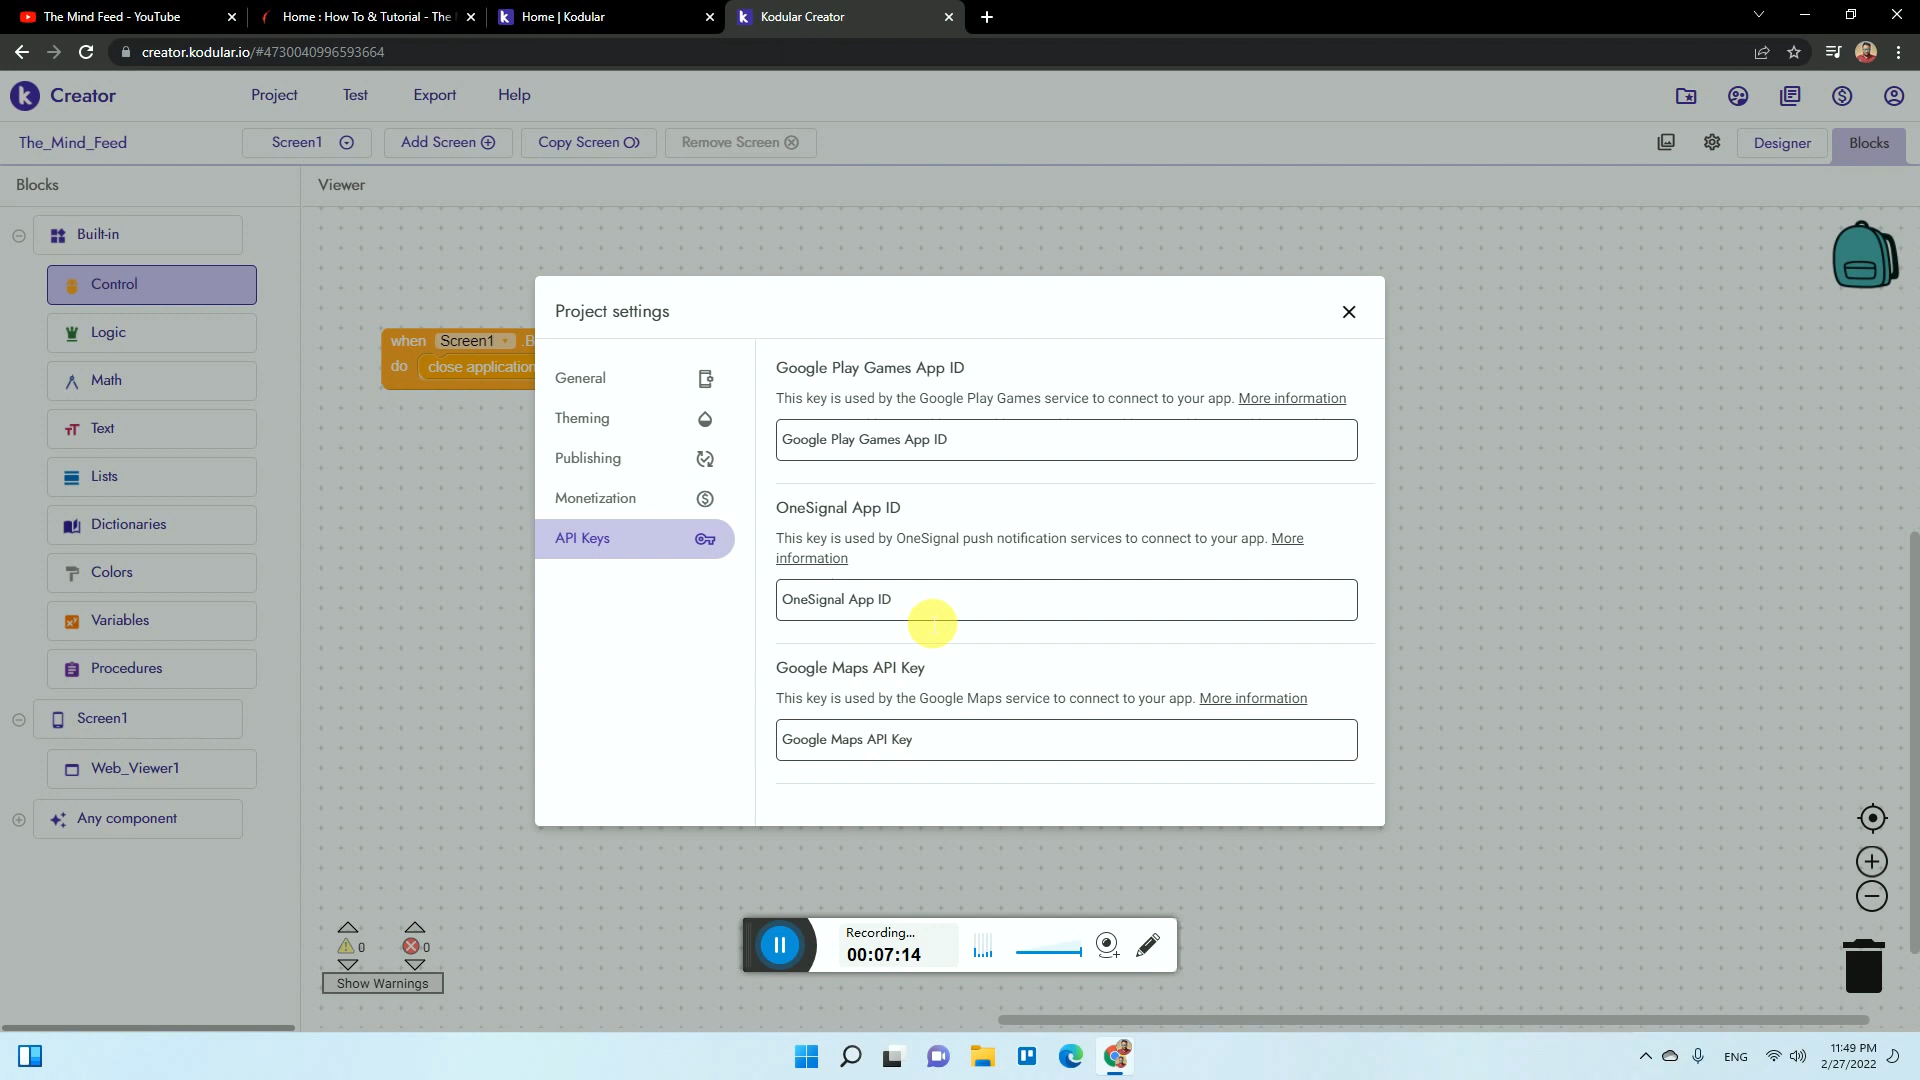 The Mind Feed - YouTube
Home : How To & Tutorial - The
Home | Kodular
Kodular Creator
creator.kodular.io/#4730040996593664
Creator
Project
Test
Export
Help
The_Mind_Feed
Screen1
Add Screen
Copy Screen
Remove Screen
Designer
Blocks
Blocks
Viewer
Built-in
Control
Logic
Math
Text
Lists
Dictionaries
Colors
Variables
Procedures
Screen1
Web_Viewer1
Any component
when Screen1 .B
do close application
Project settings
General
Theming
Publishing
Monetization
API Keys
Google Play Games App ID
This key is used by the Google Play Games service to connect to your app. More information
Google Play Games App ID
OneSignal App ID
This key is used by OneSignal push notification services to connect to your app. More
information
OneSignal App ID
Google Maps API Key
This key is used by the Google Maps service to connect to your app. More information
Google Maps API Key
0
0
Show Warnings
Recording...
00:07:14
ENG
11:49 PM
2/27/2022